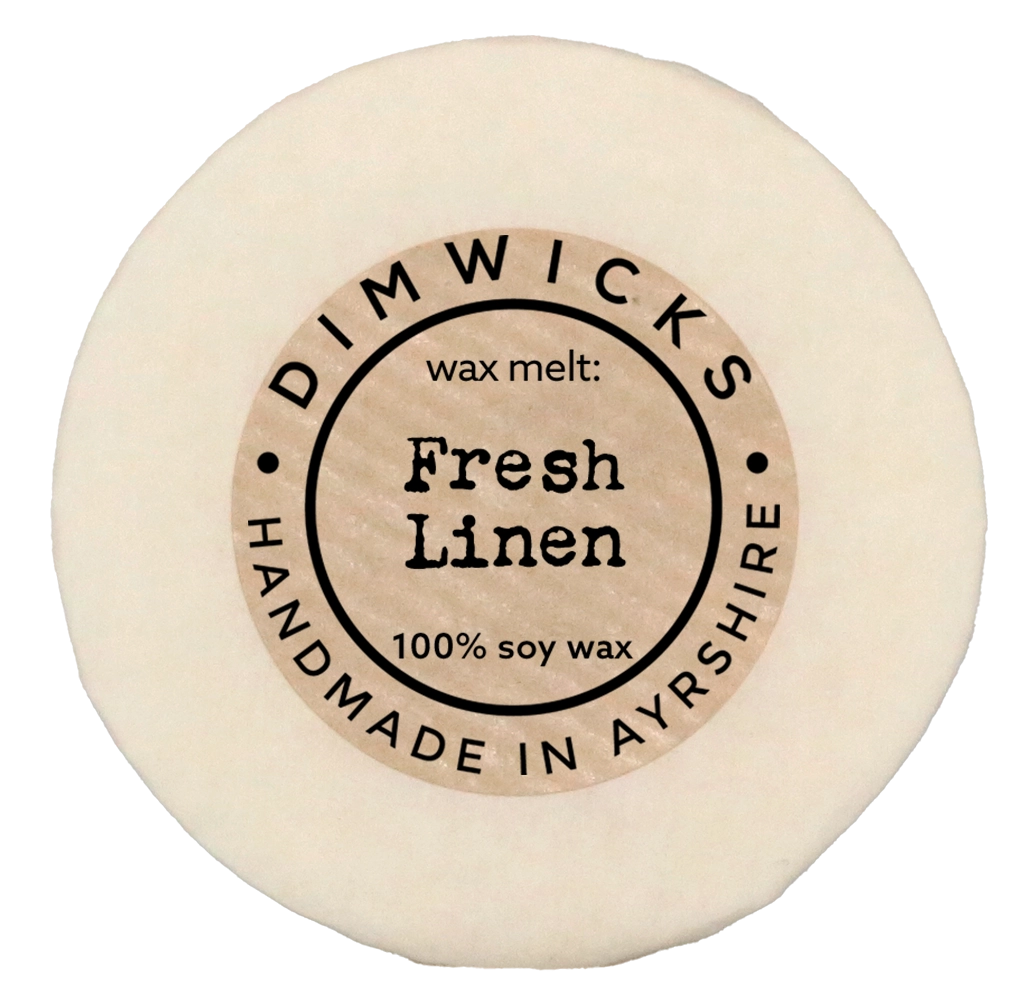 DIMWICKS
wax melt:
Fresh
Linen
100% soy wax
• HANDMADE IN AYRSHIRE •